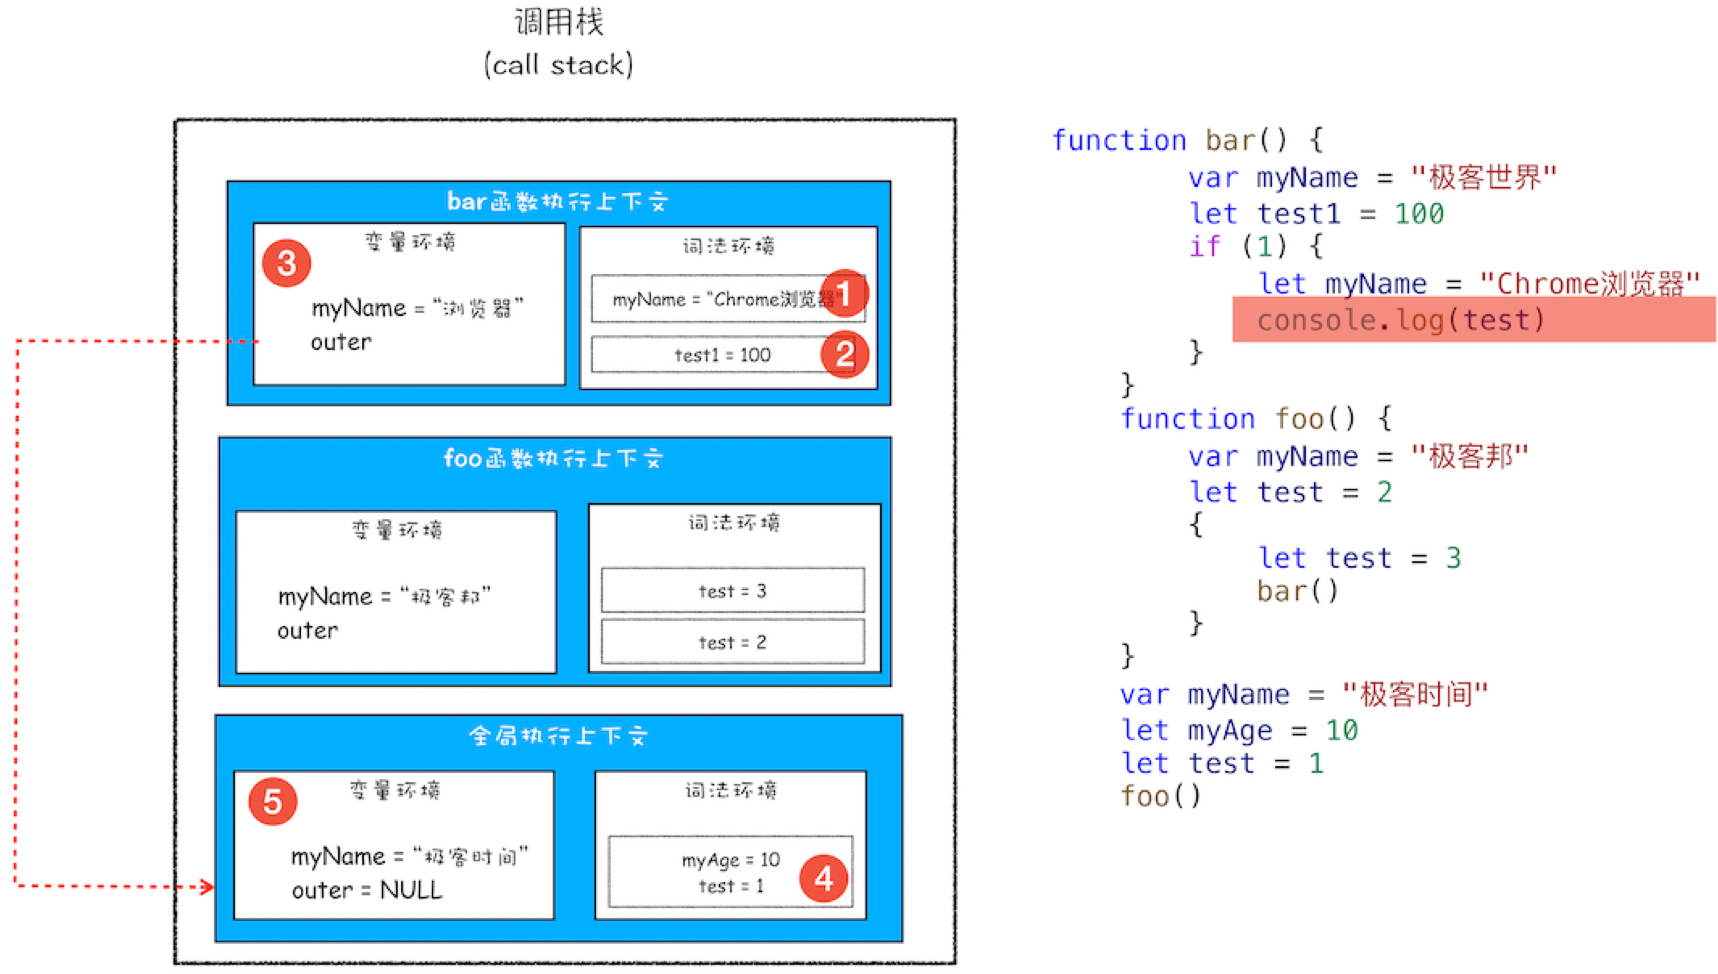 调用栈
(call stack)
bar函数执行上下文
变量环境
3
myName = “浏览器”
outer
词法环境
myName = “Chrome浏览器”
1
test1 = 100
2
foo函数执行上下文
变量环境
myName = “极客邦”
outer
词法环境
test = 3
test = 2
全局执行上下文
5
变量环境
myName = “极客时间”
outer = NULL
词法环境
myAge = 10
test = 1
4
function bar() {
var myName = "极客世界"
let test1 = 100
if (1) {
let myName = "Chrome浏览器"
console.log(test)
}
}
function foo() {
var myName = "极客邦"
let test = 2
{
let test = 3
bar()
}
}
var myName = "极客时间"
let myAge = 10
let test = 1
foo()